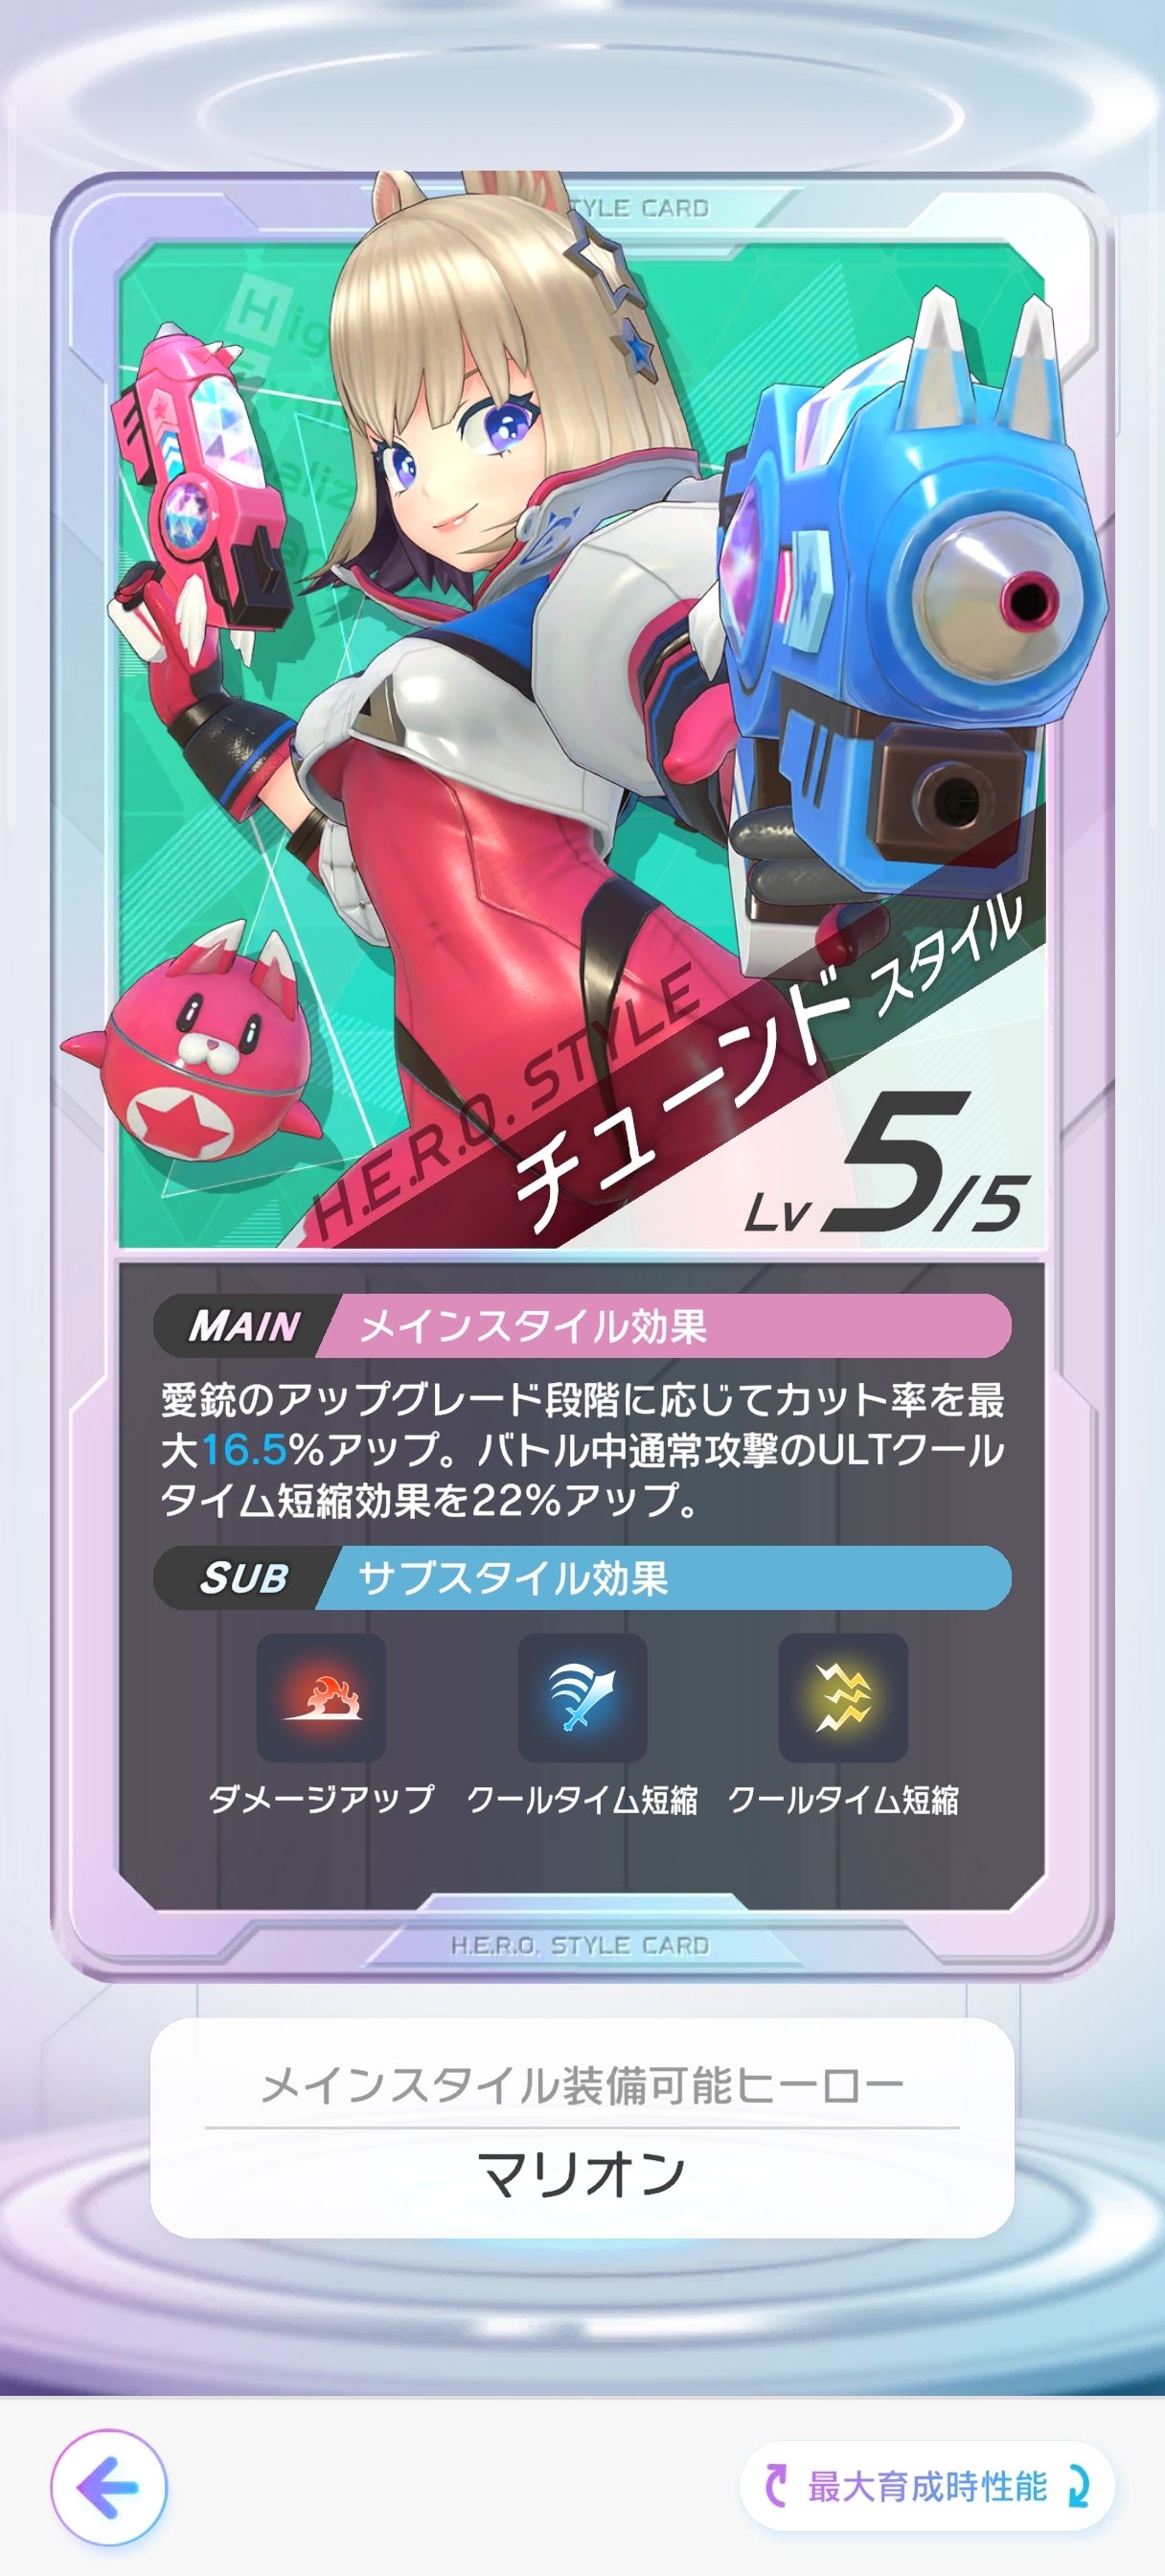 TYLE CARD
H.E.R.O. STYLE
チューンド スタイル
Lv 5/5
MAIN メインスタイル効果
愛銃のアップグレード段階に応じてカット率を最
大16.5%アップ。バトル中通常攻撃のULTクール
タイム短縮効果を22%アップ。
SUB サブスタイル効果
ダメージアップ クールタイム短縮 クールタイム短縮
H.E.R.O. STYLE CARD
メインスタイル装備可能ヒーロー
マリオン
最大育成時性能